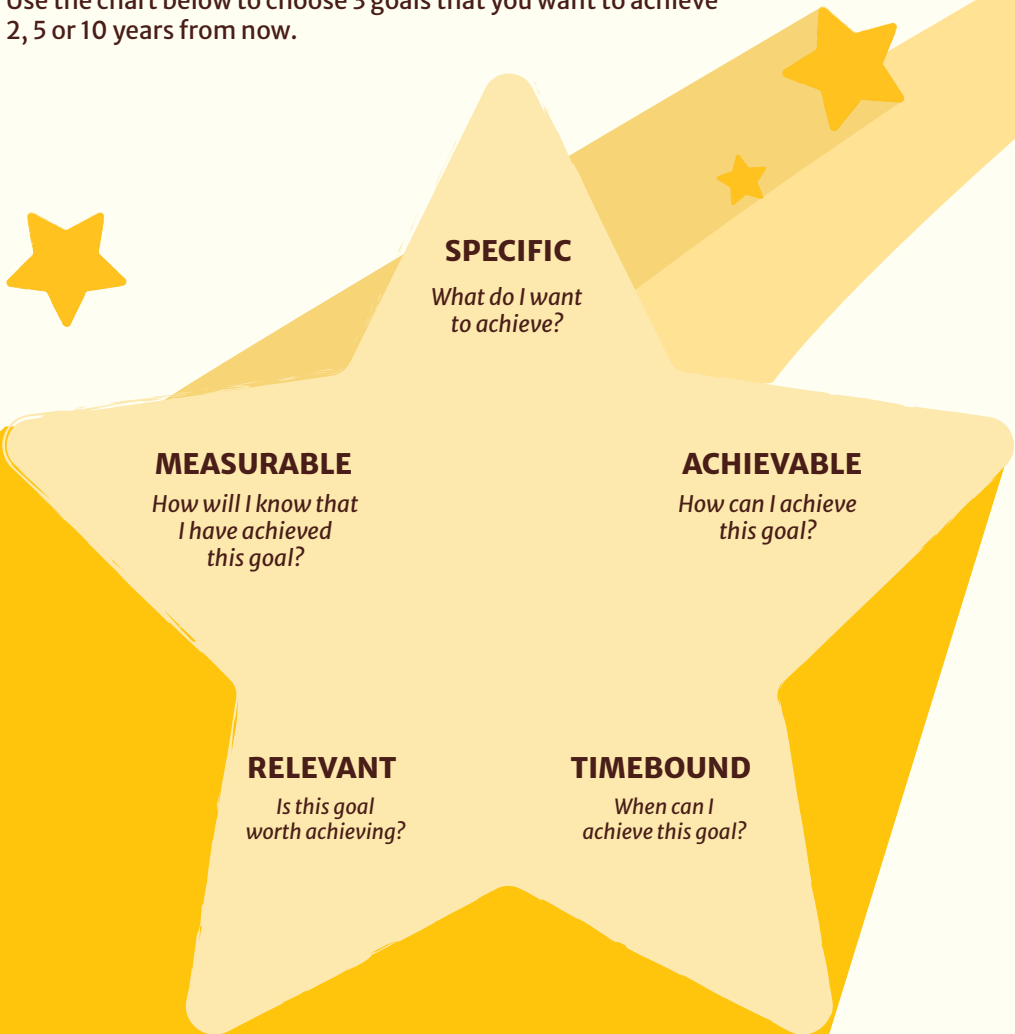 Use the chart below to choose 3 goals that you want to achieve
2, 5 or 10 years from now.
SPECIFIC
What do I want
to achieve?
MEASURABLE
How will I know that
I have achieved
this goal?
ACHIEVABLE
How can I achieve
this goal?
RELEVANT
Is this goal
worth achieving?
TIMEBOUND
When can I
achieve this goal?